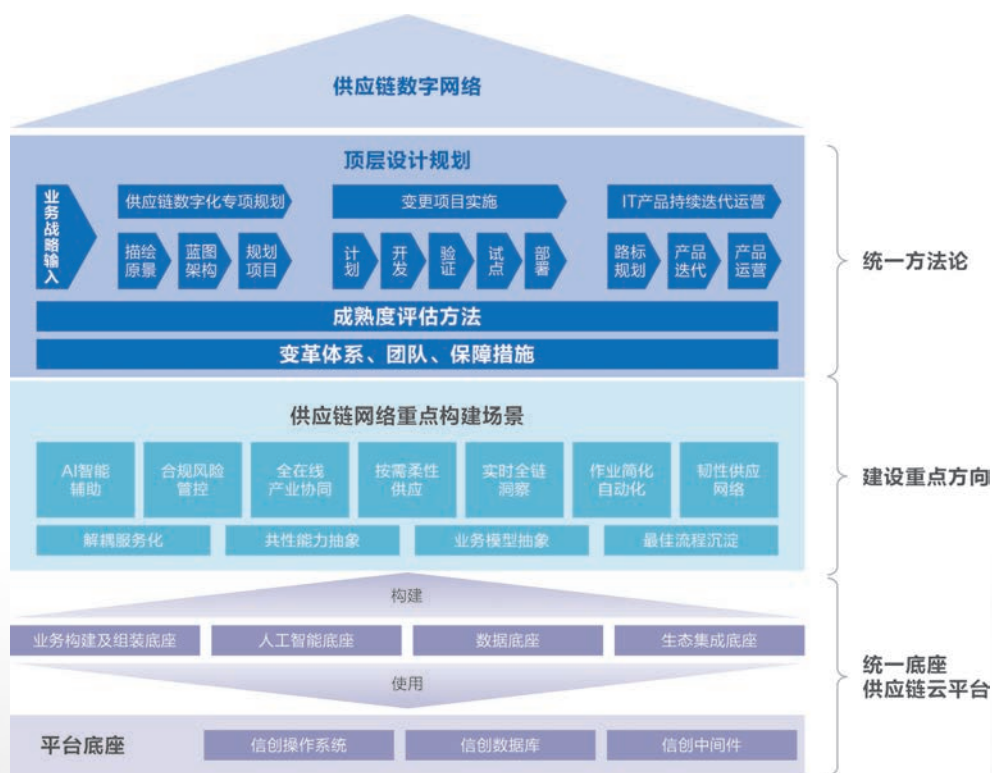 供应链数字网络
顶层设计规划
业务战略输入
供应链数字化专项规划
变更项目实施
IT产品持续迭代运营
描绘
原景
蓝图
架构
规划
项目
计划
开发
验证
试点
部署
路标
规划
产品
迭代
产品
运营
成熟度评估方法
变革体系、团队、保障措施
统一方法论
供应链网络重点构建场景
AI智能
辅助
合规风险
管控
全在线
产业协同
按需柔性
供应
实时全链
洞察
作业简化
自动化
韧性供应
网络
解耦服务化
共性能力抽象
业务模型抽象
最佳流程沉淀
建设重点方向
构建
业务构建及组装底座
人工智能底座
数据底座
生态集成底座
使用
平台底座
信创操作系统
信创数据库
信创中间件
统一底座
供应链云平台